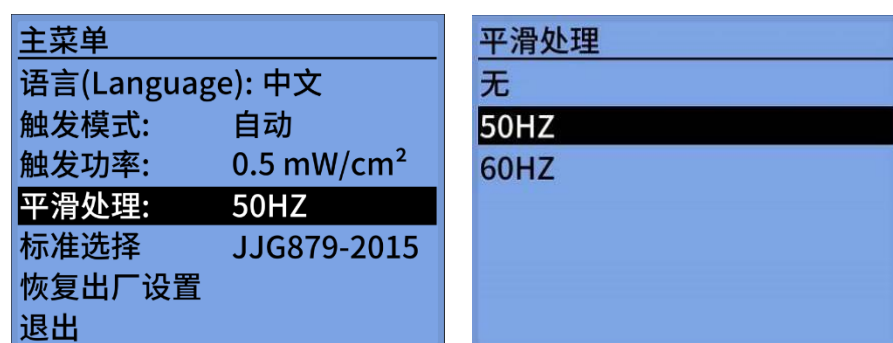 主菜单
语言(Language): 中文
触发模式: 自动
触发功率: 0.5 mW/cm²
平滑处理: 50HZ
标准选择 JJG879-2015
恢复出厂设置
退出
平滑处理
无
50HZ
60HZ